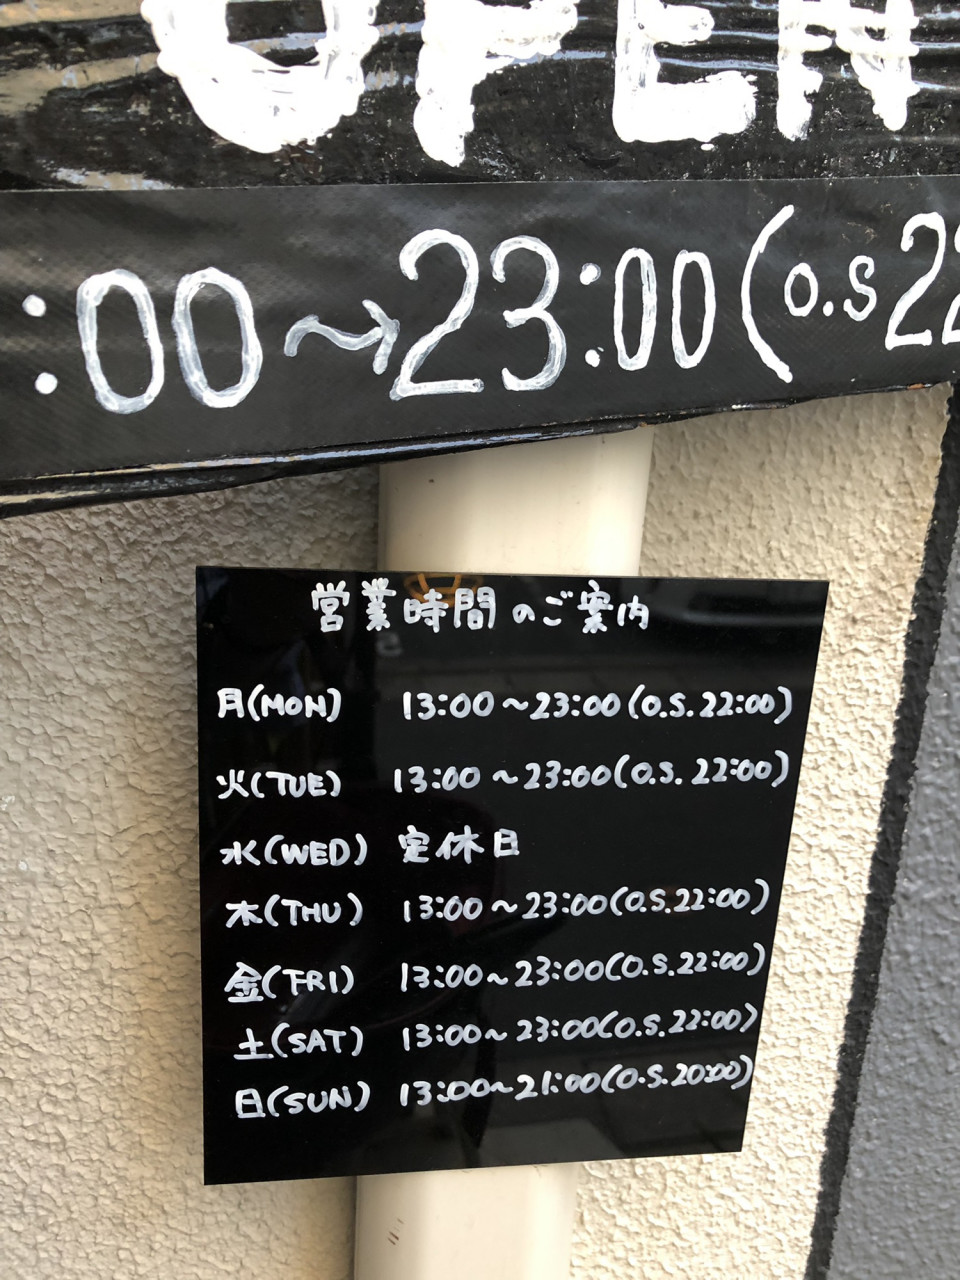 OPEN
:00~→23:00(o.s22
営業時間のご案内
月(MON) 13:00~23:00(O.S.22:00)
火(TUE) 13:00~23:00(O.S. 22:00)
水(WED) 定休日
木(THU) 13:00~23:00(O.S.22:00)
金(FRI) 13:00~23:00(O.S.22:00)
土(SAT) 13:00~23:00(O.S.22:00)
日(SUN) 13:00~21:00(O.S.20:00)